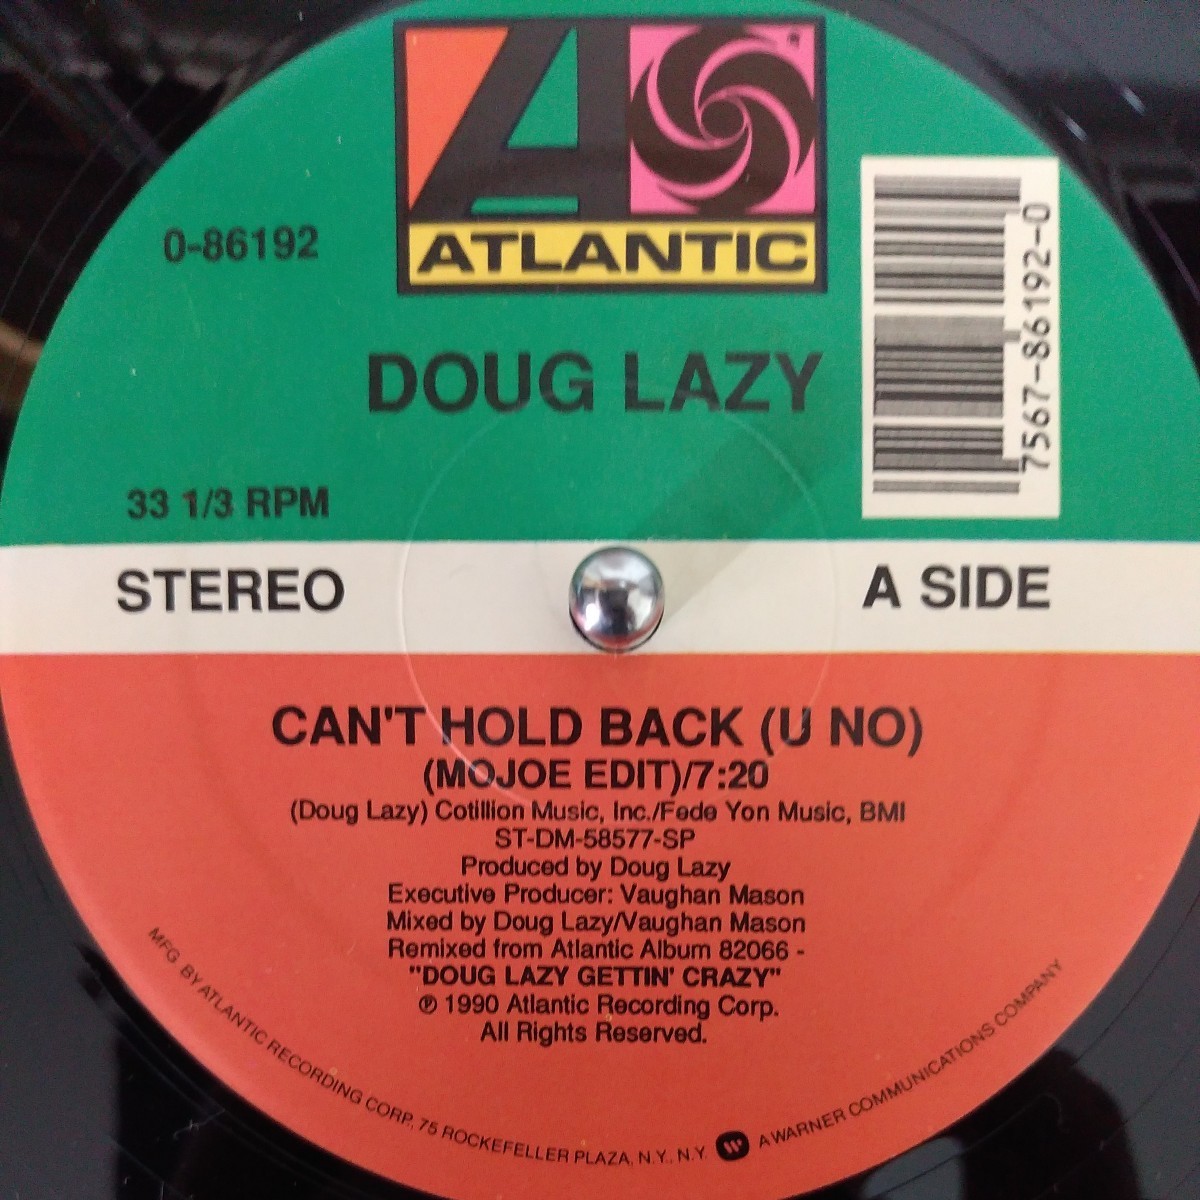 ATLANTIC
0-86192
7567-86192-0
DOUG LAZY
33 1/3 RPM
STEREO
A SIDE
CAN'T HOLD BACK (U NO)
(MOJOE EDIT)/7:20
(Doug Lazy) Cotillion Music, Inc./Fede Yon Music, BMI
ST-DM-58577-SP
Produced by Doug Lazy
Executive Producer: Vaughan Mason
Mixed by Doug Lazy/Vaughan Mason
Remixed from Atlantic Album 82066 -
"DOUG LAZY GETTIN' CRAZY"
℗ 1990 Atlantic Recording Corp.
All Rights Reserved.
MFG. BY ATLANTIC RECORDING CORP., 75 ROCKEFELLER PLAZA, N.Y., N.Y. A WARNER COMMUNICATIONS COMPANY